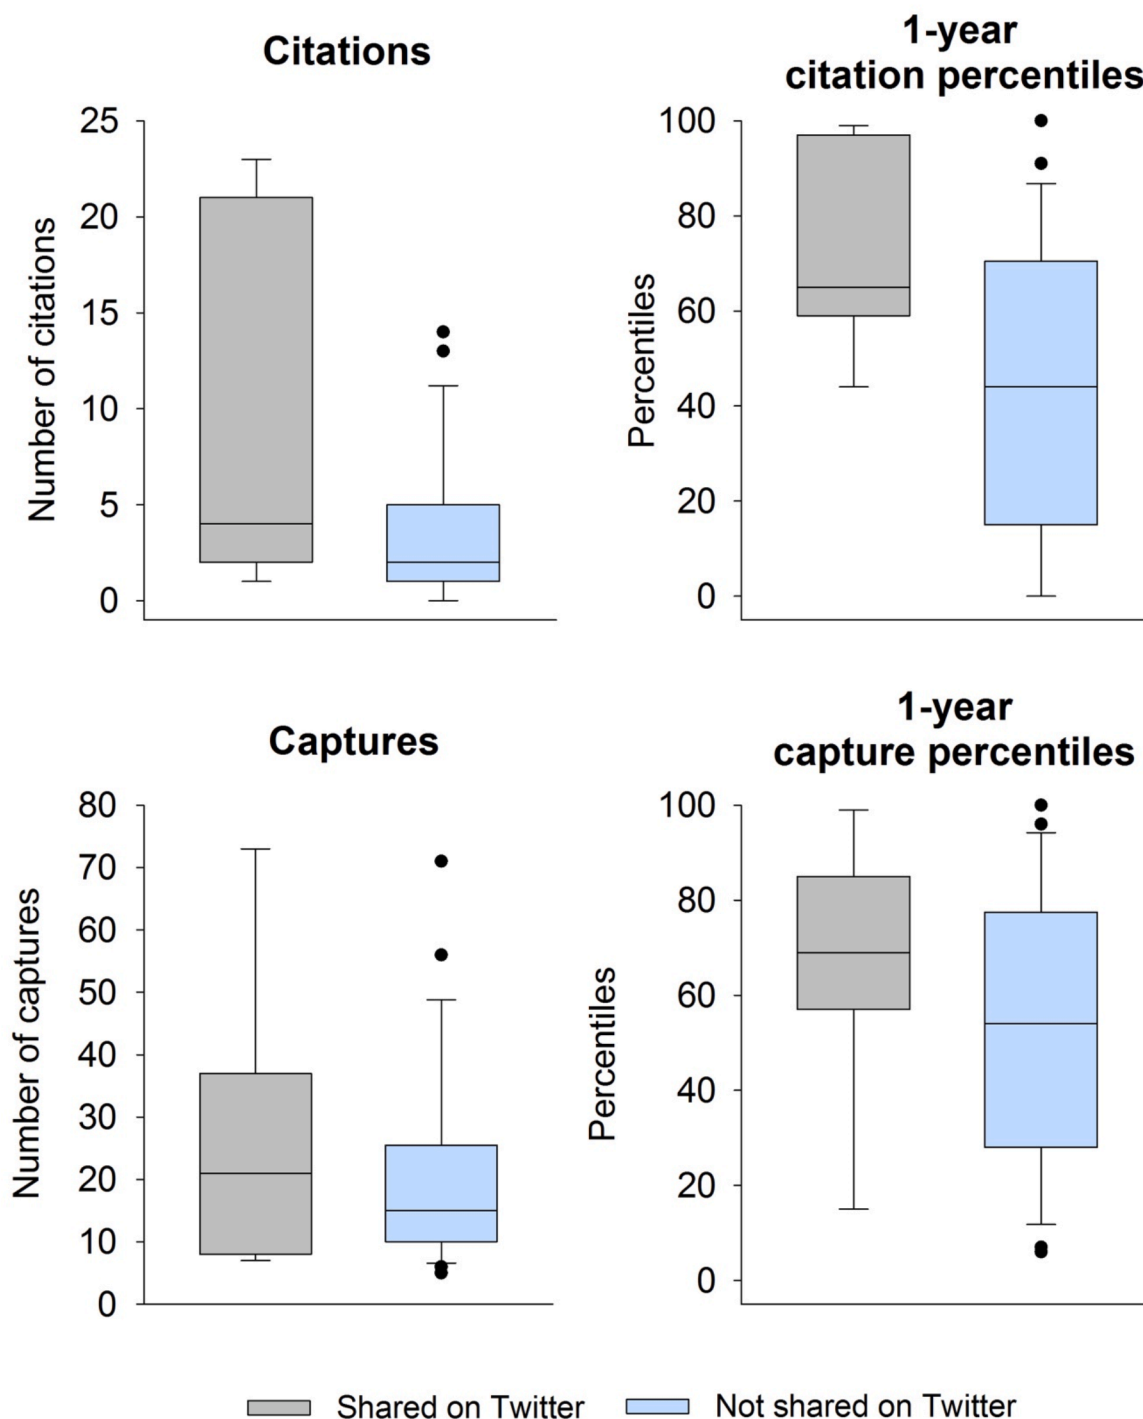 Citations
1-year
citation percentiles
Number of citations
25
20
15
10
5
0
Percentiles
100
80
60
40
20
0
Captures
1-year
capture percentiles
Number of captures
80
70
60
50
40
30
20
10
0
Percentiles
100
80
60
40
20
0
Shared on Twitter
Not shared on Twitter